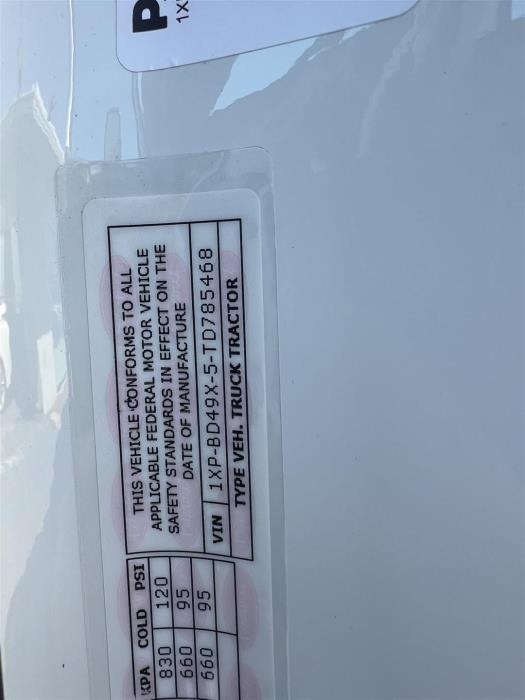 P
1X
THIS VEHICLE CONFORMS TO ALL
APPLICABLE FEDERAL MOTOR VEHICLE
SAFETY STANDARDS IN EFFECT ON THE
DATE OF MANUFACTURE
VIN 1XP-BD49X-5-TD785468
TYPE VEH. TRUCK TRACTOR
KPA COLD PSI
830 120
660 95
660 95